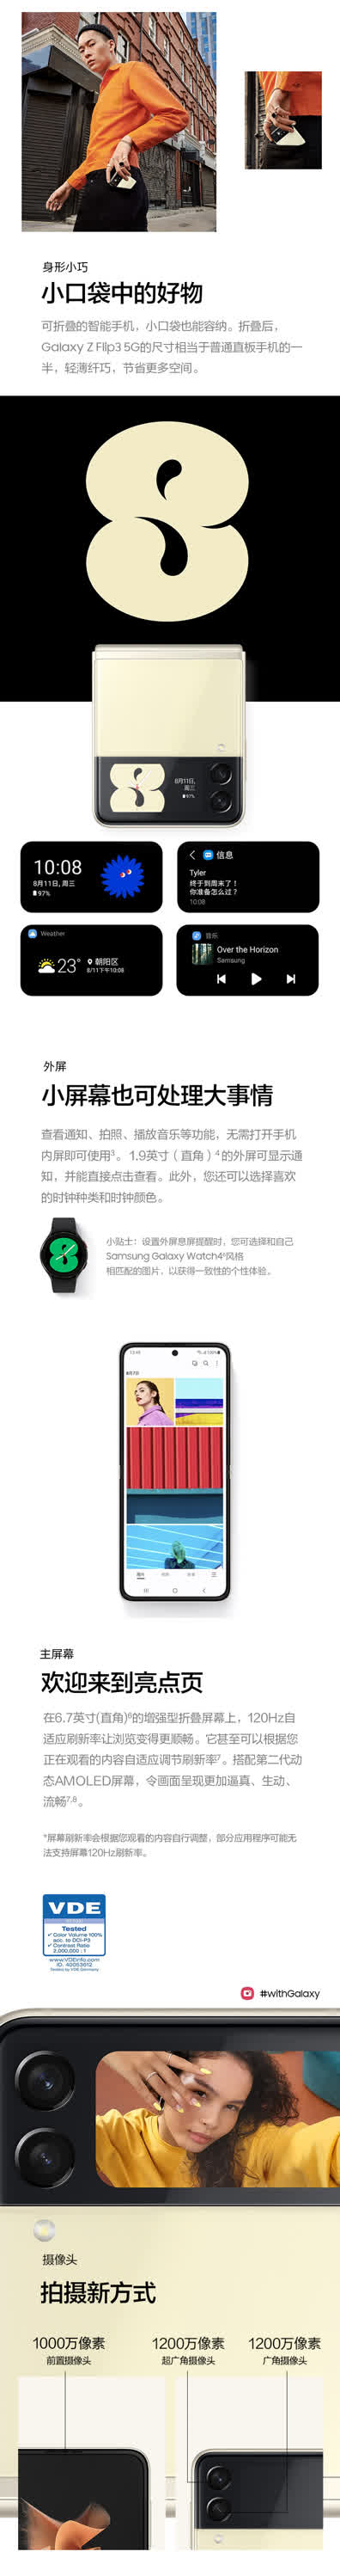 身形小巧
小口袋中的好物
可折叠的智能手机，小口袋也能容纳。折叠后，
Galaxy Z Flip3 5G的尺寸相当于普通直板手机的一
半，轻薄纤巧，节省更多空间。
8
8月11日,
周三
97%
10:08
8月11日, 周三
97%
信息
Tyler
终于到周末了！
你准备怎么过？
10:08
Weather
23°
朝阳区
8/11下午10:08
音乐
Over the Horizon
Samsung
外屏
小屏幕也可处理大事情
查看通知、拍照、播放音乐等功能，无需打开手机
内屏即可使用³。1.9英寸（直角）⁴的外屏可显示通
知，并能直接点击查看。此外，您还可以选择喜欢
的时钟种类和时钟颜色。
小贴士：设置外屏息屏提醒时，您可选择和自己
Samsung Galaxy Watch4⁵风格
相匹配的图片，以获得一致性的个性体验。
主屏幕
欢迎来到亮点页
在6.7英寸(直角)⁶的增强型折叠屏幕上，120Hz自
适应刷新率让浏览变得更顺畅。它甚至可以根据您
正在观看的内容自适应调节刷新率⁷。搭配第二代动
态AMOLED屏幕，令画面呈现更加逼真、生动、
流畅⁷,⁸。
*屏幕刷新率会根据您观看的内容自行调整，部分应用程序可能无
法支持屏幕120Hz刷新率。
VDE
Tested
✓ Color Volume 100%
acc. to DCI-P3
✓ Contrast Ratio
2,000,000 : 1
www.VDEinfo.com
ID. 40053612
Tested by VDE Germany
#withGalaxy
摄像头
拍摄新方式
1000万像素
前置摄像头
1200万像素
超广角摄像头
1200万像素
广角摄像头